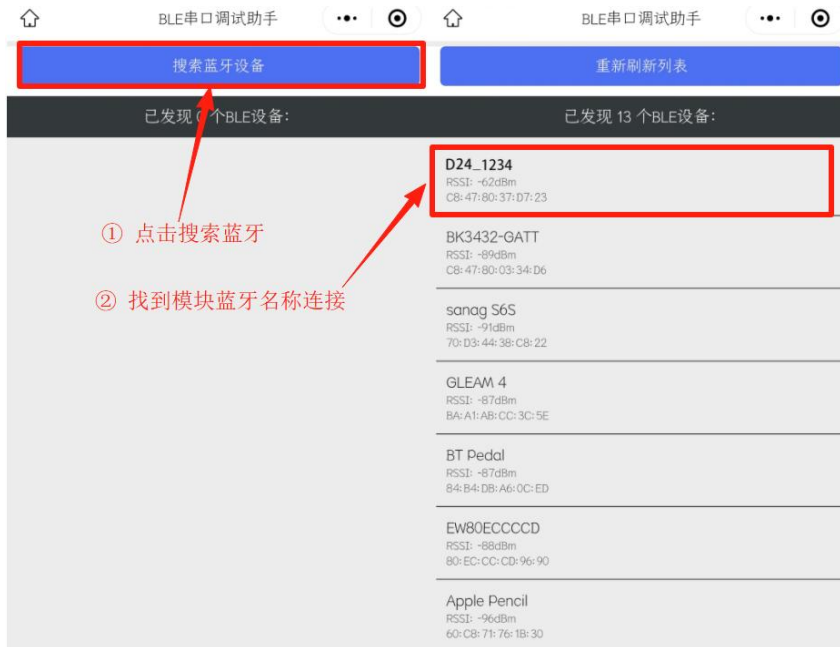 BLE串口调试助手
搜索蓝牙设备
已发现 0 个BLE设备:
① 点击搜索蓝牙
② 找到模块蓝牙名称连接
BLE串口调试助手
重新刷新列表
已发现 13 个BLE设备:
D24_1234
RSSI: -62dBm
C8:47:80:37:D7:23
BK3432-GATT
RSSI: -89dBm
C8:47:80:03:34:D6
sanag S6S
RSSI: -91dBm
70:D3:44:38:C8:22
GLEAM 4
RSSI: -87dBm
BA:A1:AB:CC:3C:5E
BT Pedal
RSSI: -87dBm
84:B4:DB:A6:0C:ED
EW80ECCCCD
RSSI: -88dBm
80:EC:CC:CD:96:90
Apple Pencil
RSSI: -96dBm
60:C8:71:76:1B:30